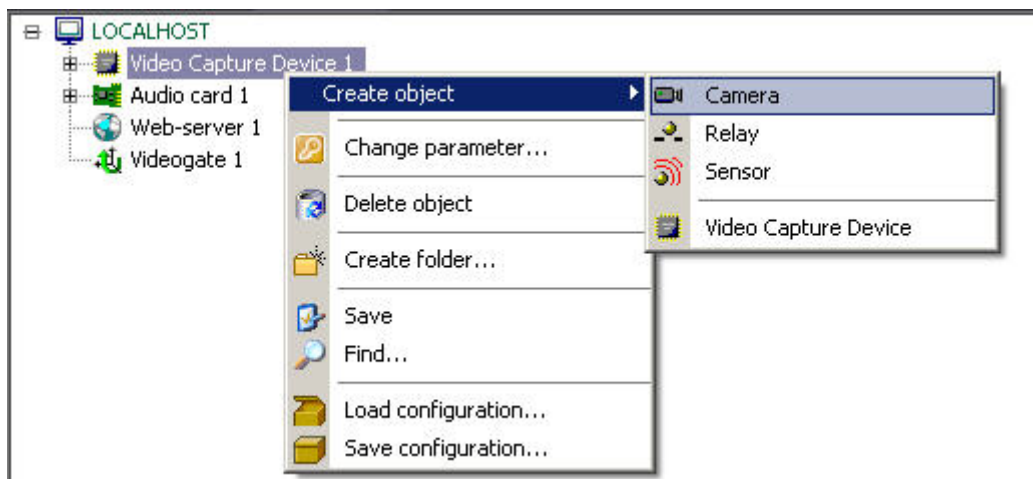 LOCALHOST
Video Capture Device 1
Audio card 1
Web-server 1
Videogate 1
Create object
Change parameter...
Delete object
Create folder...
Save
Find...
Load configuration...
Save configuration...
Camera
Relay
Sensor
Video Capture Device